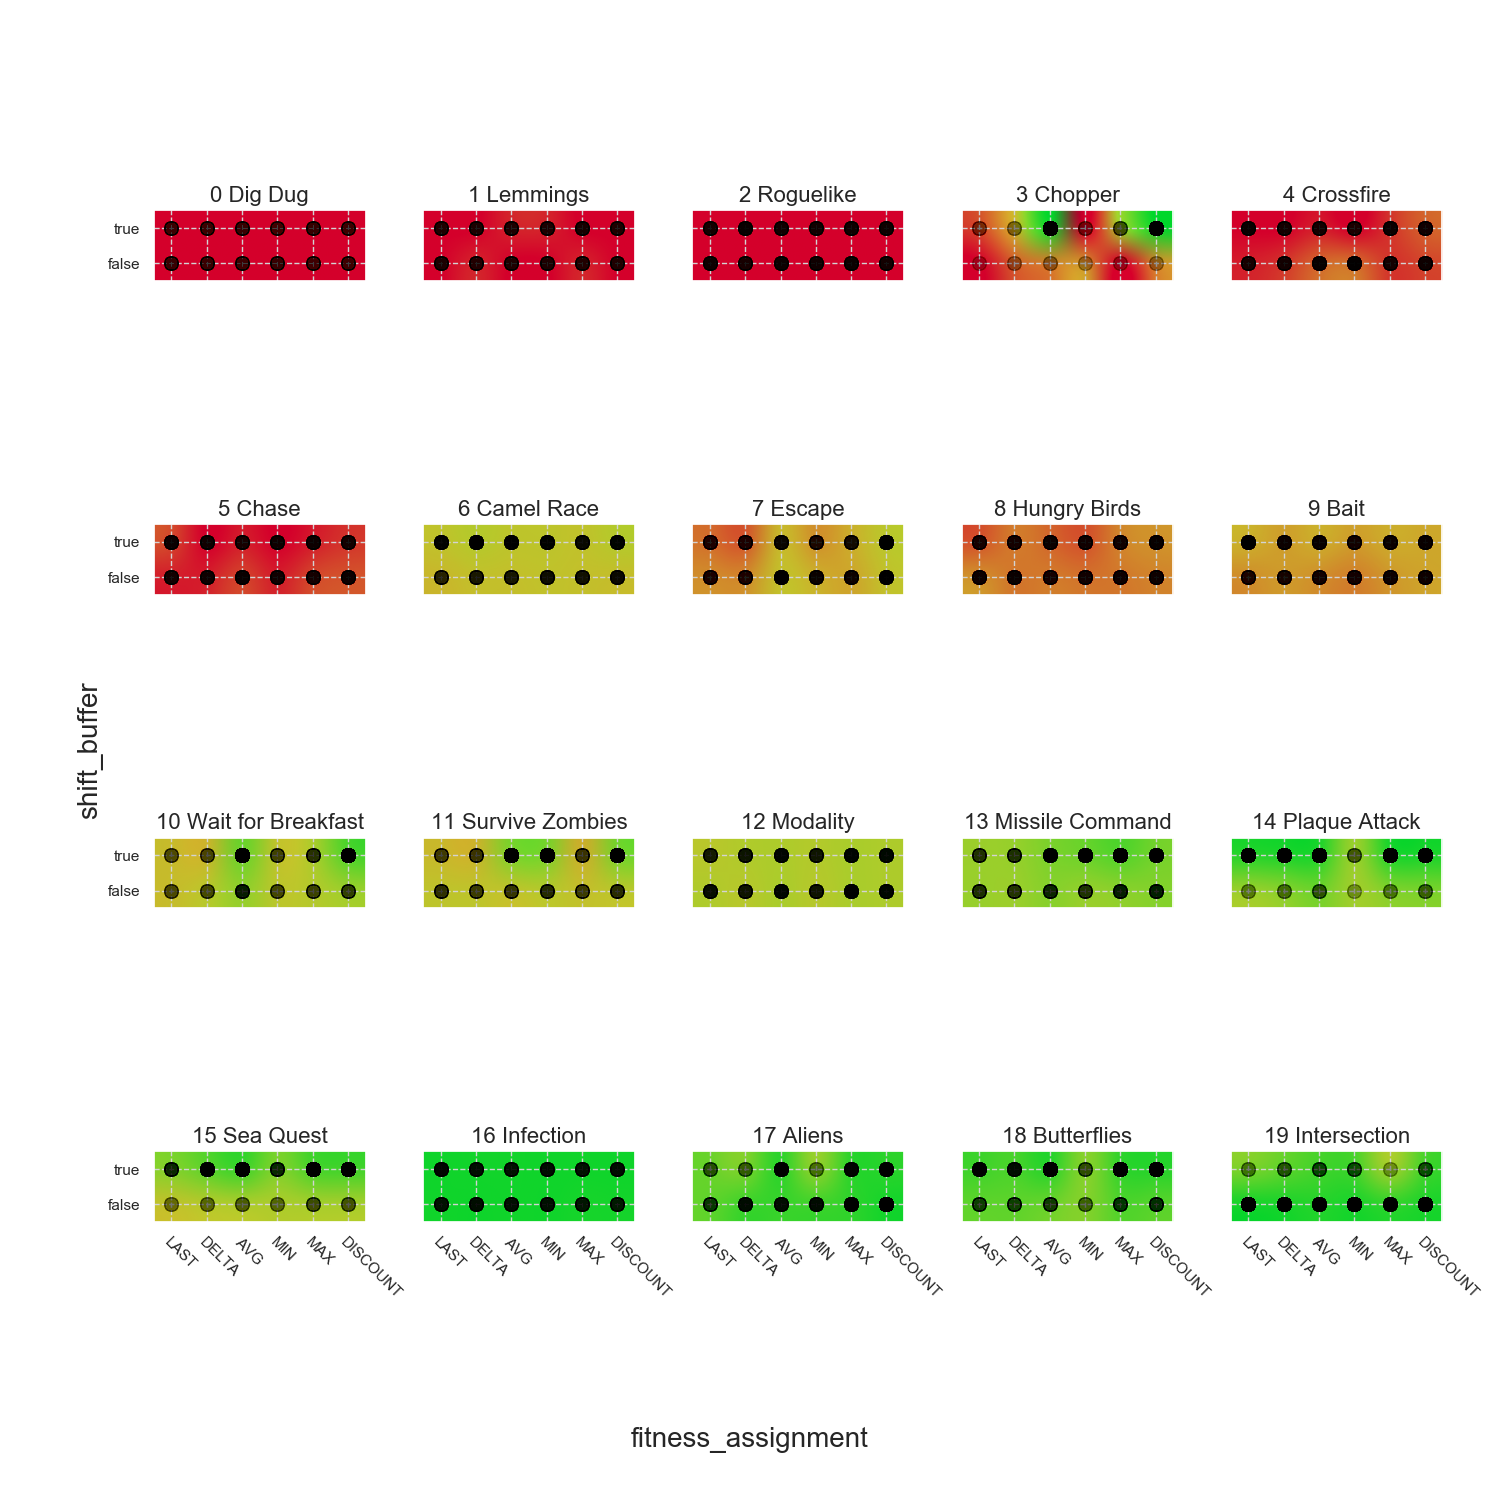 0 Dig Dug
1 Lemmings
2 Roguelike
3 Chopper
4 Crossfire
true
false
5 Chase
6 Camel Race
7 Escape
8 Hungry Birds
9 Bait
true
false
shift_buffer
10 Wait for Breakfast
11 Survive Zombies
12 Modality
13 Missile Command
14 Plaque Attack
true
false
15 Sea Quest
16 Infection
17 Aliens
18 Butterflies
19 Intersection
true
false
LAST
DELTA
AVG
MIN
MAX
DISCOUNT
LAST
DELTA
AVG
MIN
MAX
DISCOUNT
LAST
DELTA
AVG
MIN
MAX
DISCOUNT
LAST
DELTA
AVG
MIN
MAX
DISCOUNT
LAST
DELTA
AVG
MIN
MAX
DISCOUNT
fitness_assignment